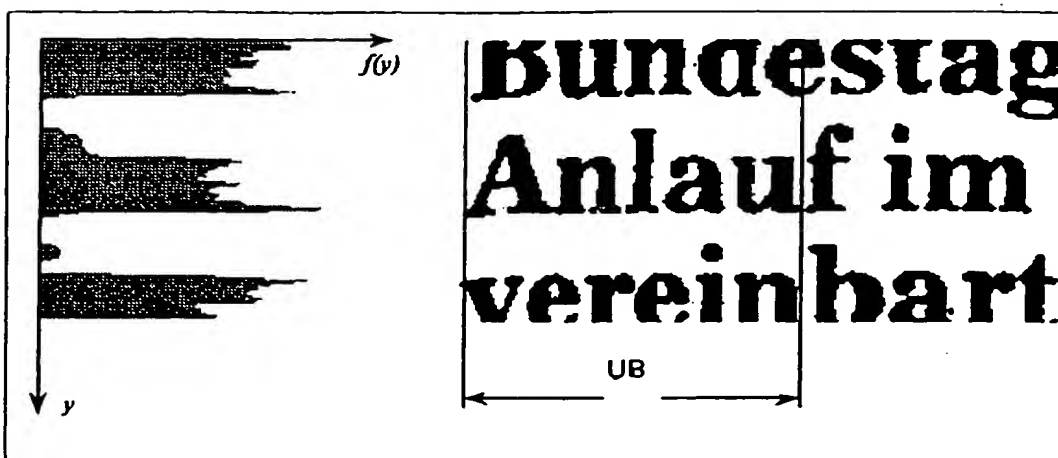 f(y)
Bundestag
Anlauf im
vereinbart
UB
y